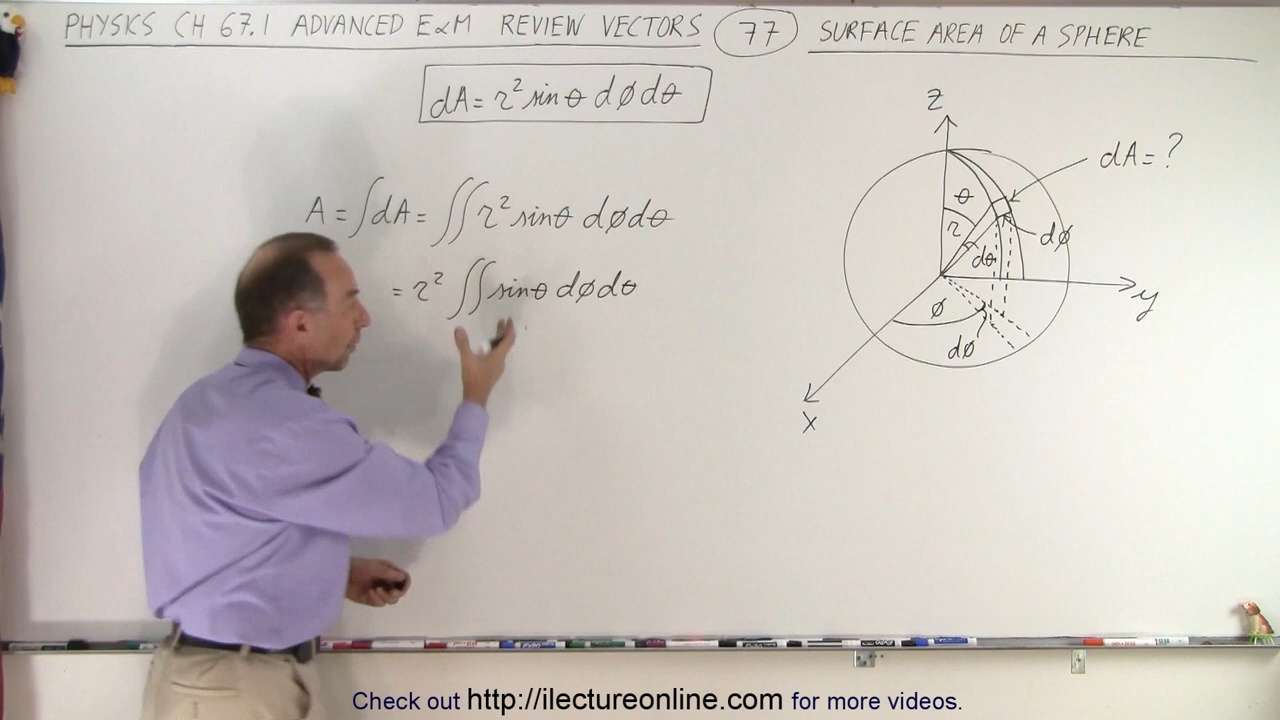 PHYSICS CH 67.1 ADVANCED E&M REVIEW VECTORS 77 SURFACE AREA OF A SPHERE
dA = r² sin θ dφ dθ
A = ∫dA = ∬ r² sinθ dφ dθ
= r² ∬ sinθ dφ dθ
z
dA = ?
θ
r
dφ
dθ
y
φ
dφ
x
Check out http://ilectureonline.com for more videos.